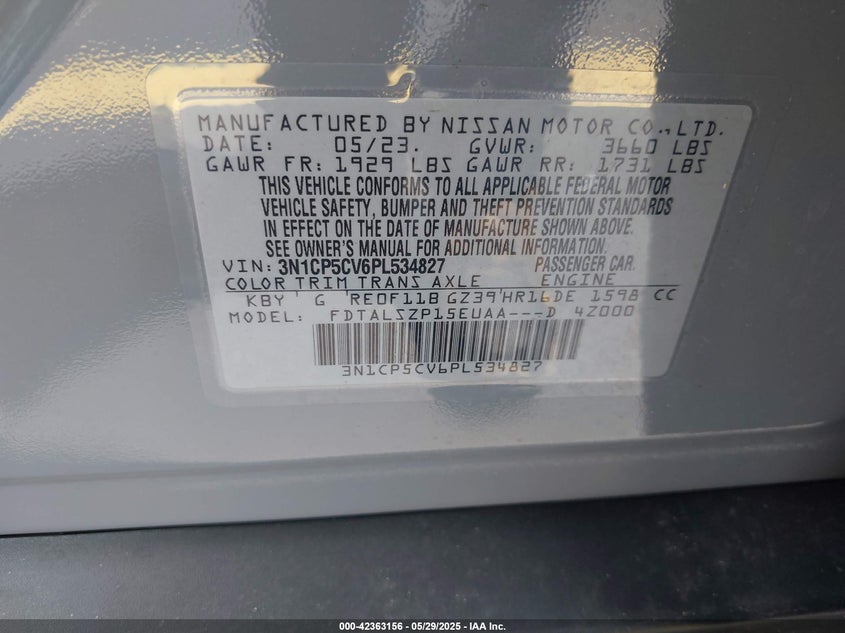 MANUFACTURED BY NISSAN MOTOR CO., LTD.
DATE: 05/23. GVWR: 3660 LBS
GAWR FR: 1929 LBS GAWR RR: 1731 LBS
THIS VEHICLE CONFORMS TO ALL APPLICABLE FEDERAL MOTOR
VEHICLE SAFETY, BUMPER AND THEFT PREVENTION STANDARDS
IN EFFECT ON THE DATE OF MANUFACTURE SHOWN ABOVE.
SEE OWNER'S MANUAL FOR ADDITIONAL INFORMATION.
VIN: 3N1CP5CV6PL534827 PASSENGER CAR.
COLOR TRIM TRANS AXLE ENGINE
KBY ' G 'RE0F11B GZ39'HR16DE 1598 CC
MODEL: FDTALSZP15EUAA---D 4Z000
3N1CP5CV6PL534827
000-42363156 | 05/29/2025 - IAA Inc.